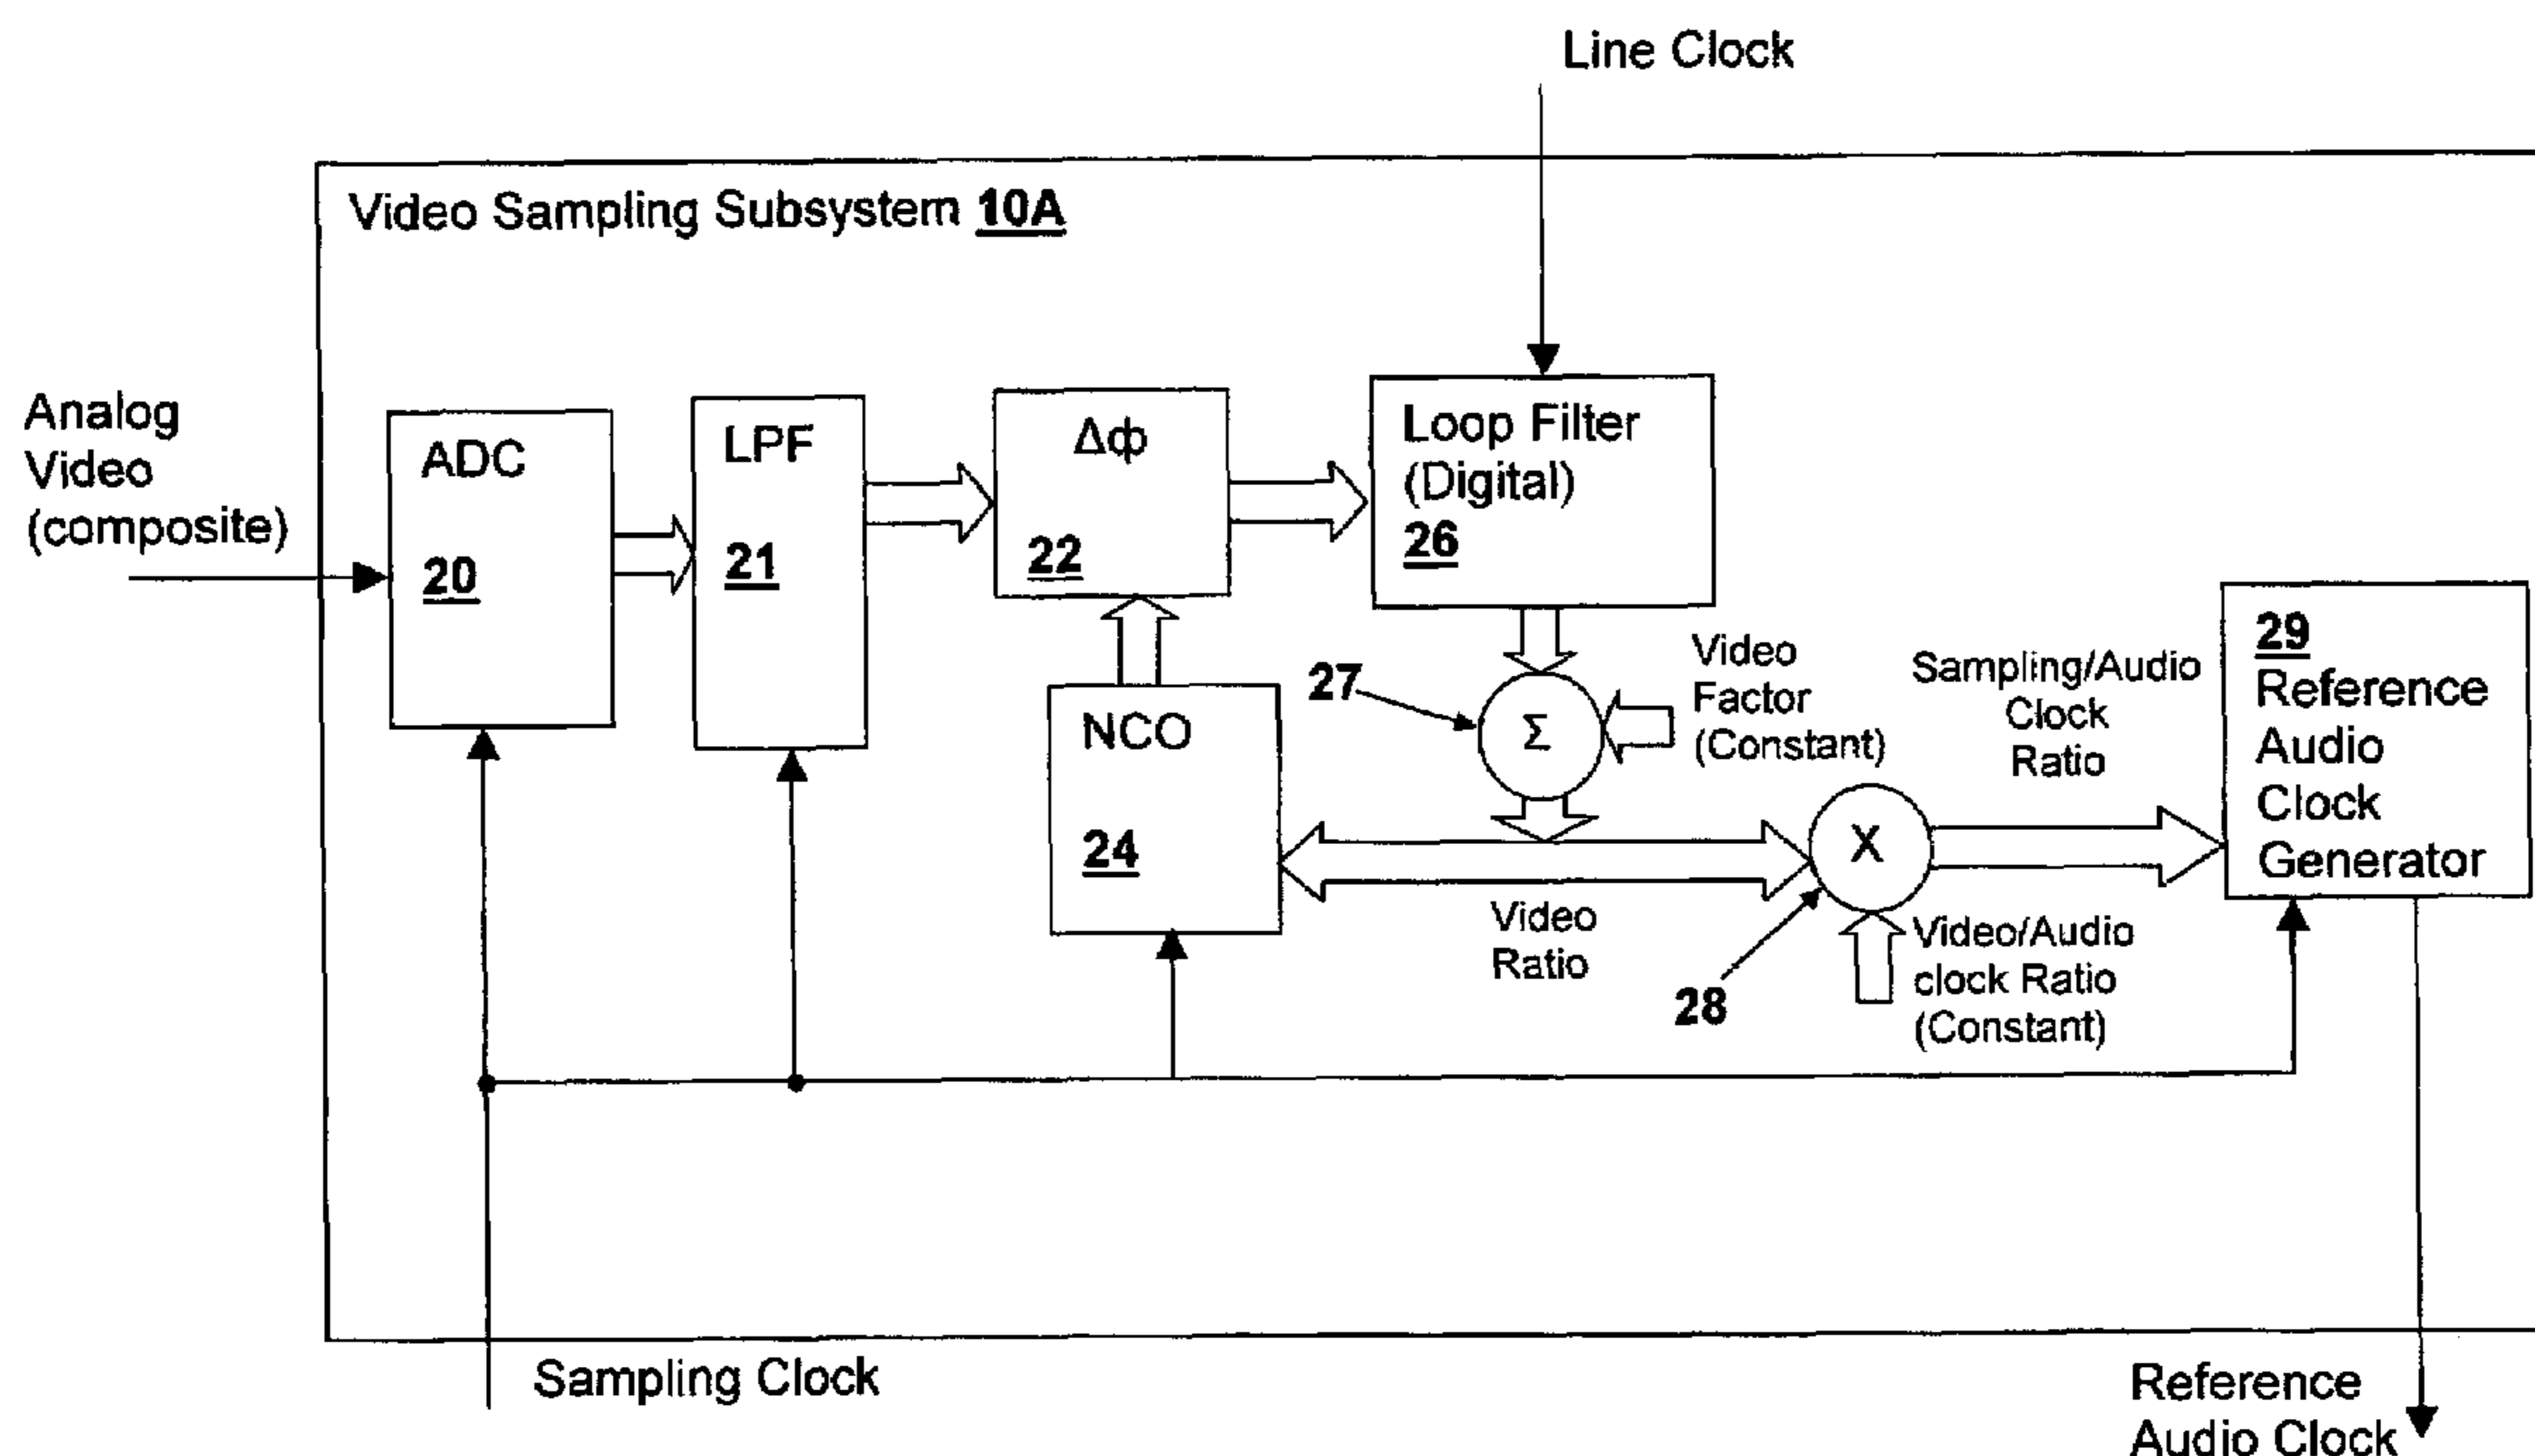 Line Clock
Video Sampling Subsystem 10A
Analog
Video
(composite)
ADC
20
LPF
21
Δϕ
22
Loop Filter
(Digital)
26
NCO
24
27
Σ
Video
Factor
(Constant)
Sampling/Audio
Clock
Ratio
29
Reference
Audio
Clock
Generator
X
Video
Ratio
28
Video/Audio
clock Ratio
(Constant)
Sampling Clock
Reference
Audio Clock